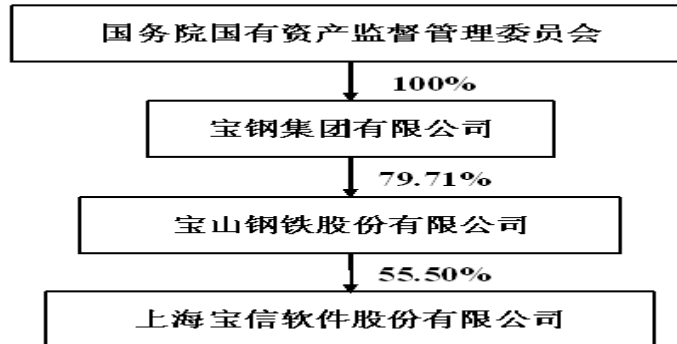 国务院国有资产监督管理委员会
100%
宝钢集团有限公司
79.71%
宝山钢铁股份有限公司
55.50%
上海宝信软件股份有限公司